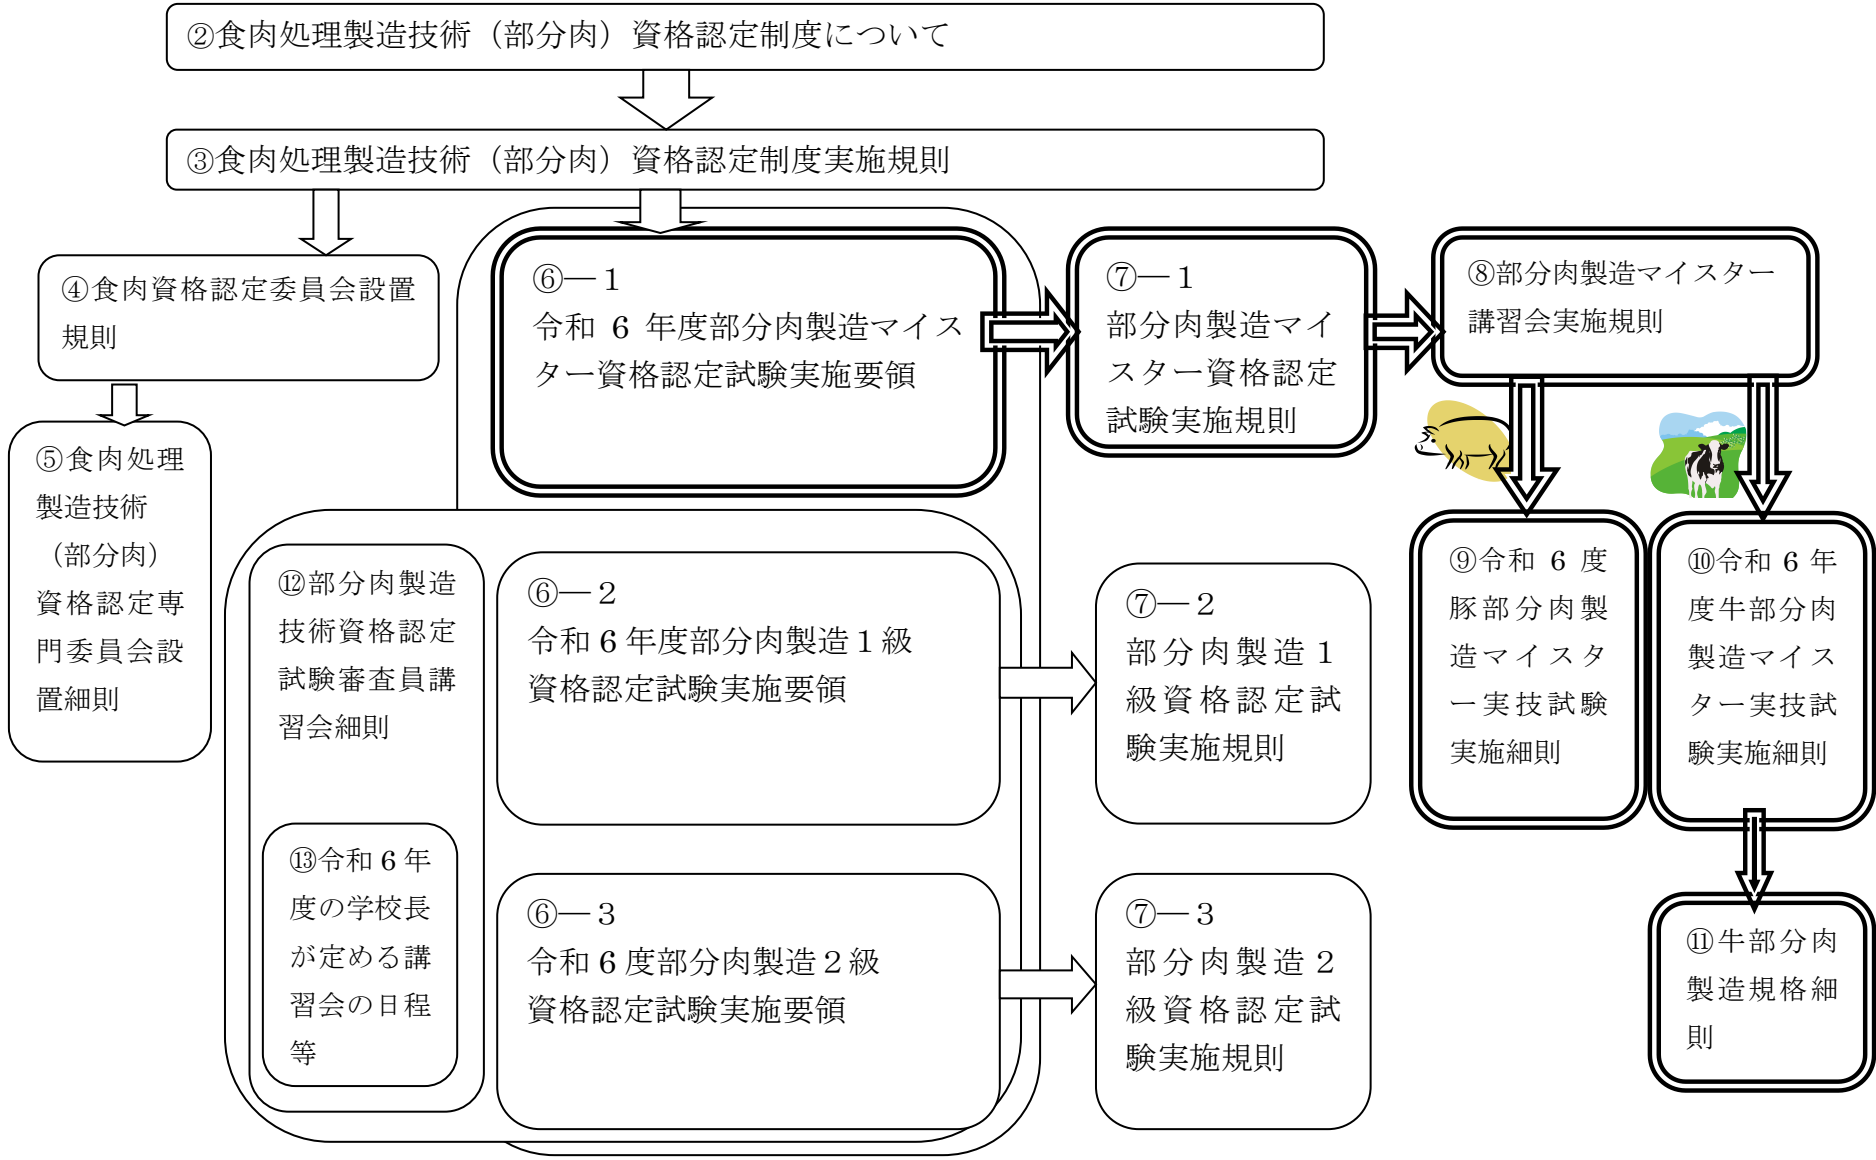 ②食肉処理製造技術（部分肉）資格認定制度について
③食肉処理製造技術（部分肉）資格認定制度実施規則
④食肉資格認定委員会設置
規則
⑤食肉処理
製造技術
（部分肉）
資格認定専
門委員会設
置細則
⑥―１
令和 6 年度部分肉製造マイス
ター資格認定試験実施要領
⑦―１
部分肉製造マイ
スター資格認定
試験実施規則
⑧部分肉製造マイスター
講習会実施規則
⑫部分肉製造
技術資格認定
試験審査員講
習会細則
⑬令和 6 年
度の学校長
が定める講
習会の日程
等
⑥―２
令和 6 年度部分肉製造１級
資格認定試験実施要領
⑦―２
部分肉製造１
級資格認定試
験実施規則
⑥―３
令和 6 度部分肉製造２級
資格認定試験実施要領
⑦―３
部分肉製造２
級資格認定試
験実施規則
⑨令和 6 度
豚部分肉製
造マイスタ
ー実技試験
実施細則
⑩令和 6 年
度牛部分肉
製造マイス
ター実技試
験実施細則
⑪牛部分肉
製造規格細
則